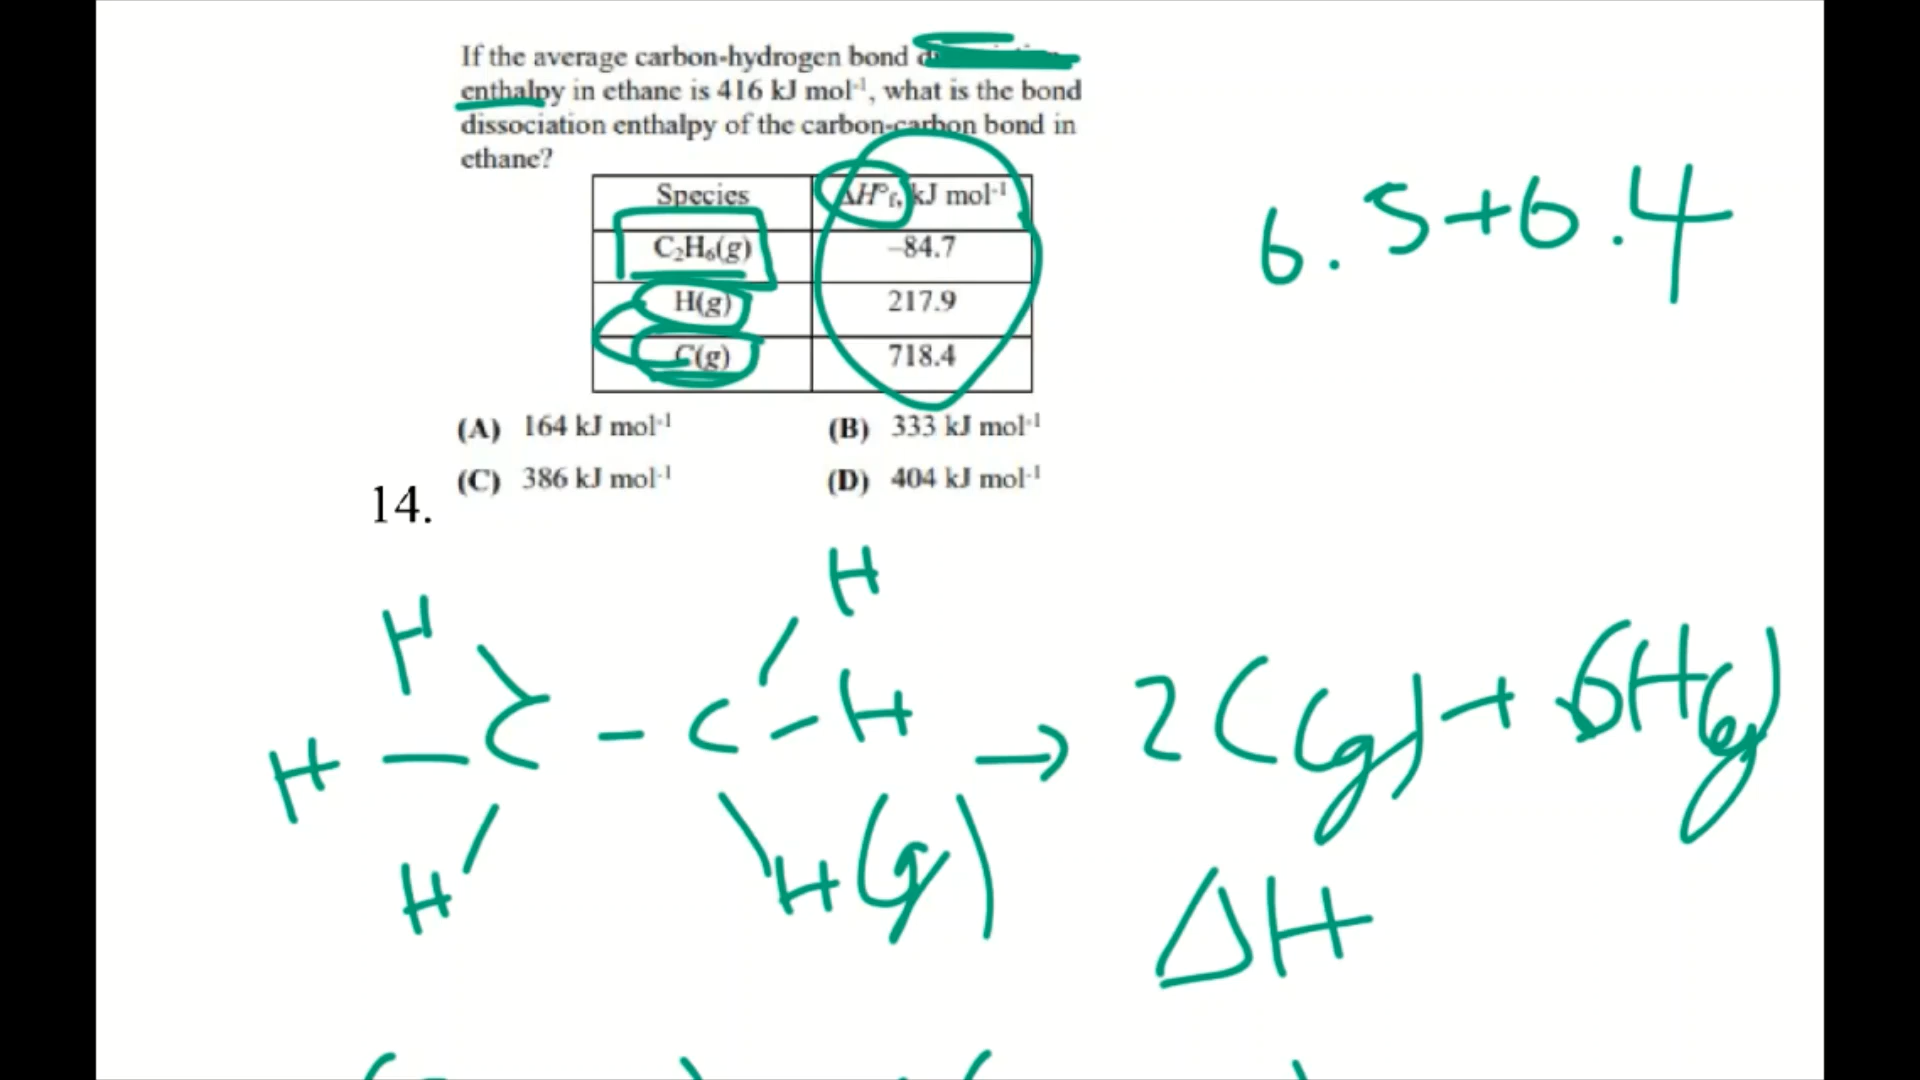 If the average carbon-hydrogen bond
enthalpy in ethane is 416 kJ mol⁻¹, what is the bond
dissociation enthalpy of the carbon-carbon bond in
ethane?
Species ΔH°f, kJ mol⁻¹
C₂H₆(g) –84.7
H(g) 217.9
C(g) 718.4
(A) 164 kJ mol⁻¹ (B) 333 kJ mol⁻¹
(C) 386 kJ mol⁻¹ (D) 404 kJ mol⁻¹
14.
6.5+6.4
H
H
H – C – C – H → 2C(g) + 6H(g)
H
H(g)
ΔH